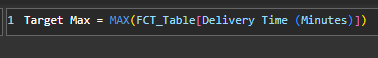 1 Target Max = MAX(FCT_Table[Delivery Time (Minutes)])